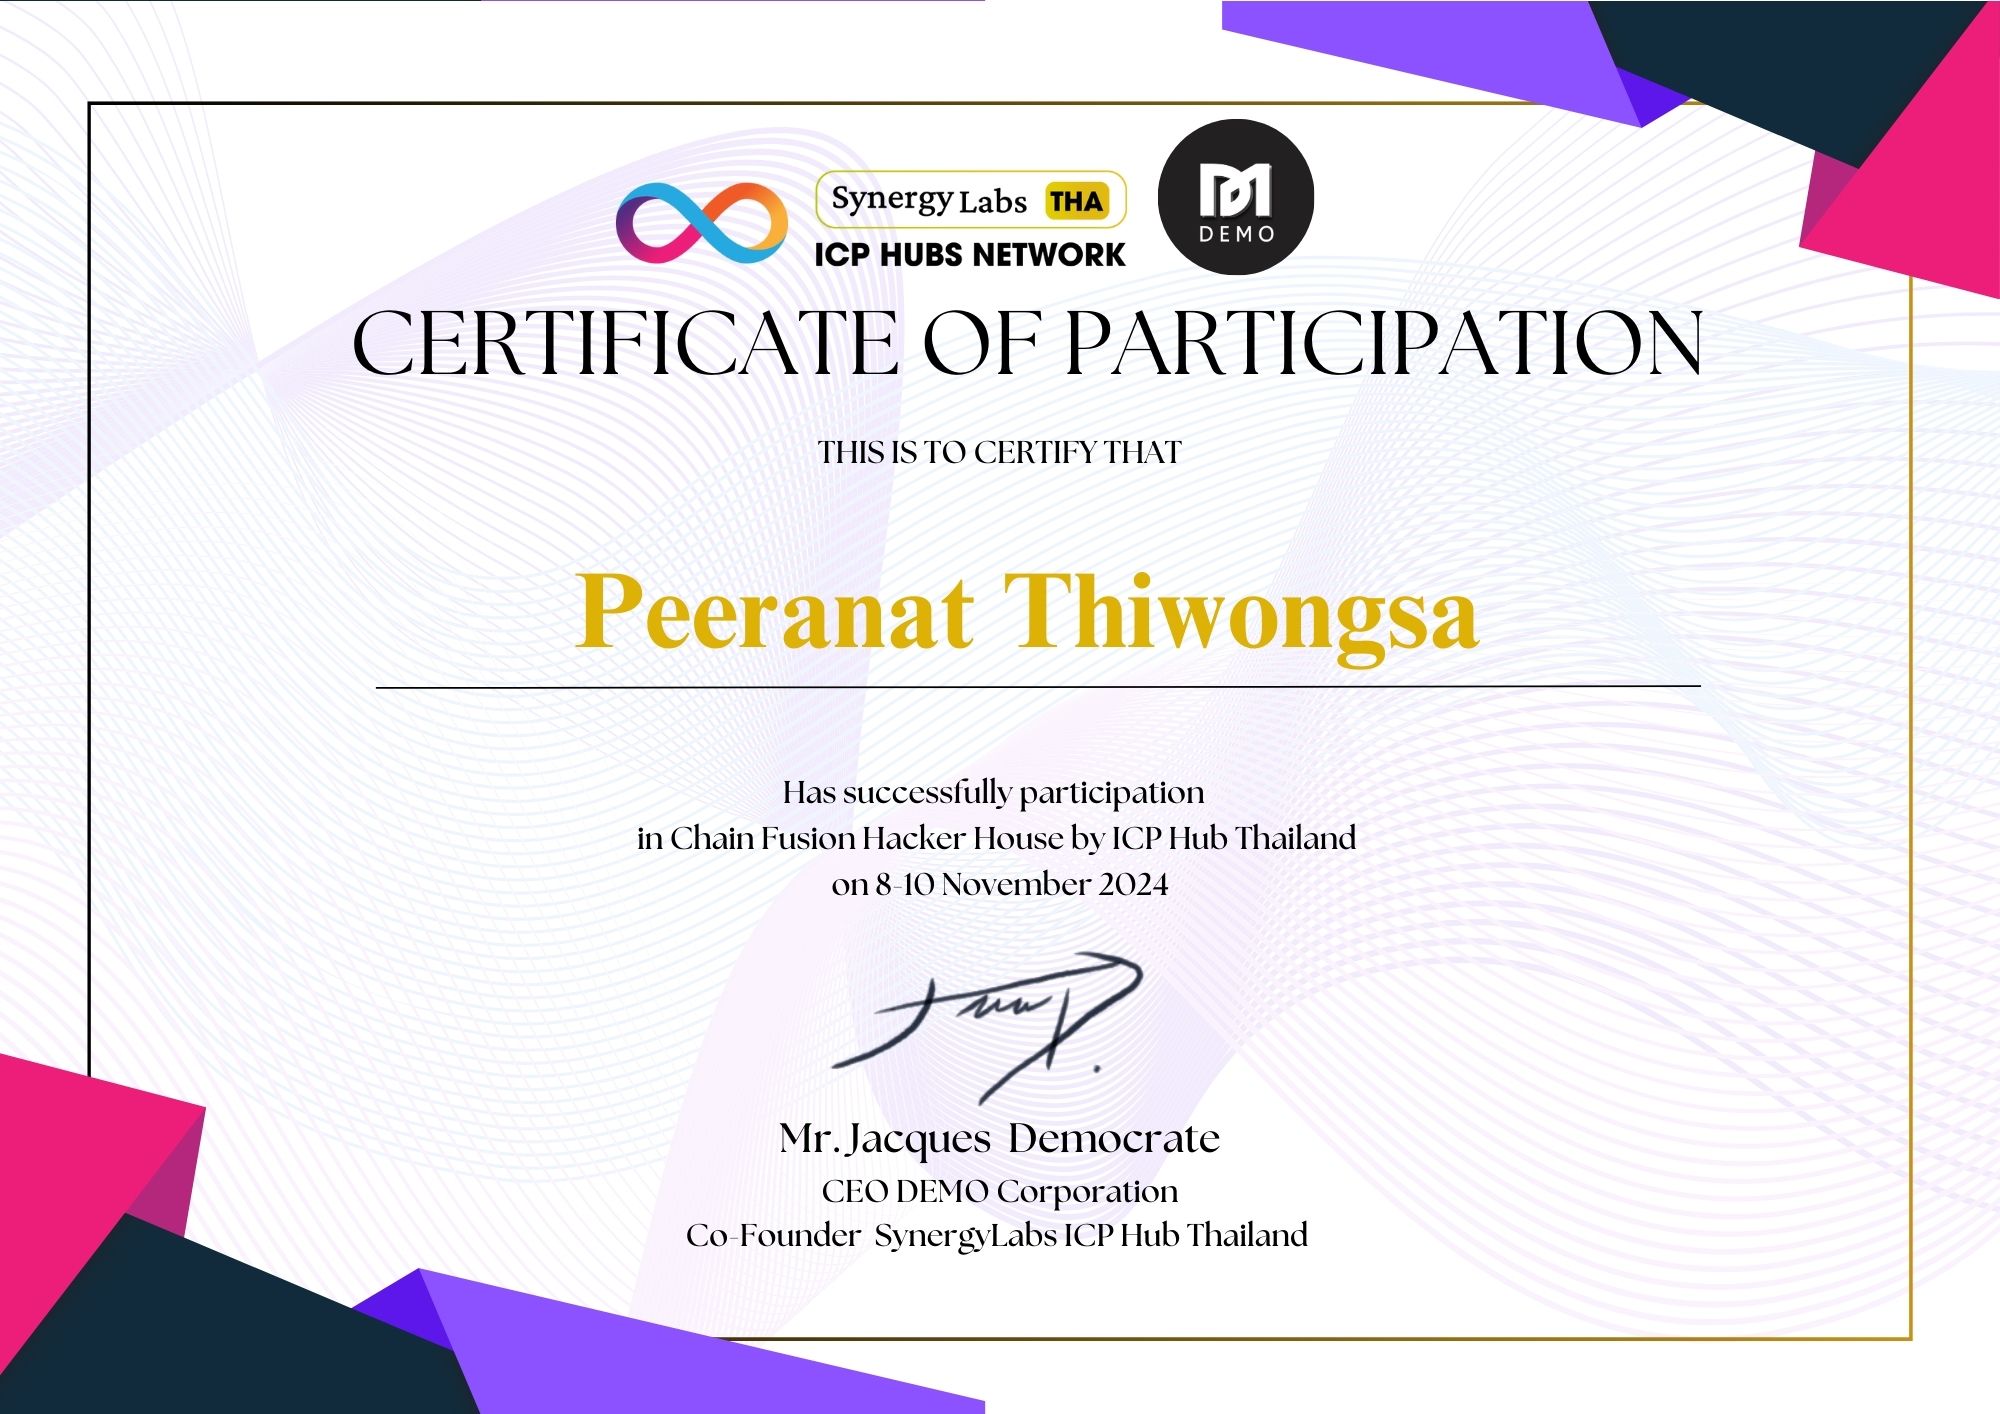 Synergy Labs THA
ICP HUBS NETWORK
DEMO
CERTIFICATE OF PARTICIPATION
THIS IS TO CERTIFY THAT
Peeranat Thiwongsa
Has successfully participation
in Chain Fusion Hacker House by ICP Hub Thailand
on 8-10 November 2024
Mr. Jacques Democrate
CEO DEMO Corporation
Co-Founder SynergyLabs ICP Hub Thailand